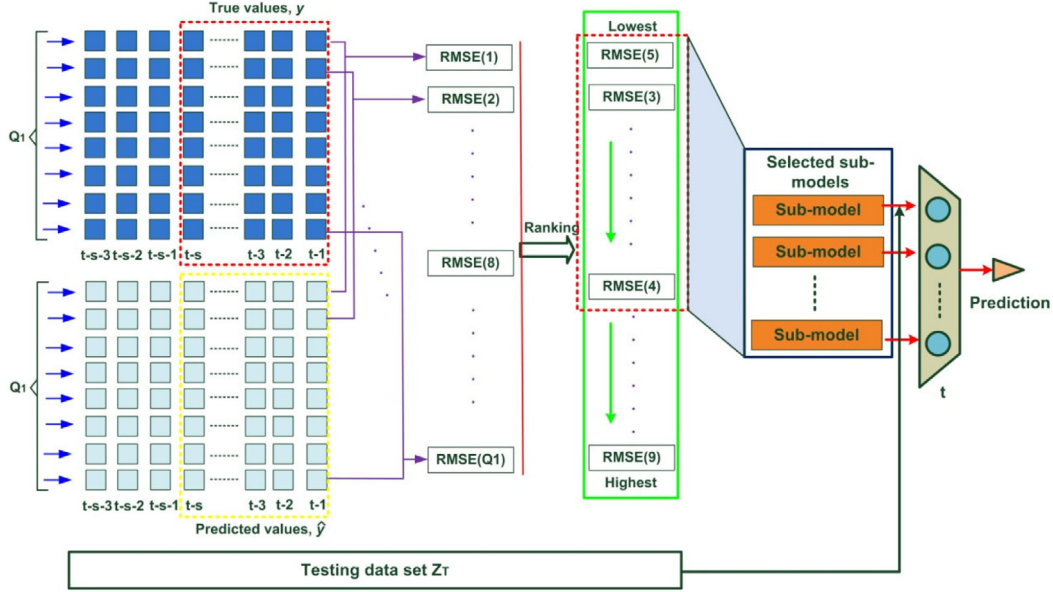 True values, y
Q1
t-s-3 t-s-2 t-s-1 t-s t-3 t-2 t-1
Q1
t-s-3 t-s-2 t-s-1 t-s t-3 t-2 t-1
Predicted values, ŷ
RMSE(1)
RMSE(2)
RMSE(8)
RMSE(Q1)
Ranking
Lowest
RMSE(5)
RMSE(3)
RMSE(4)
RMSE(9)
Highest
Selected sub-
models
Sub-model
Sub-model
Sub-model
t
Prediction
Testing data set ZT